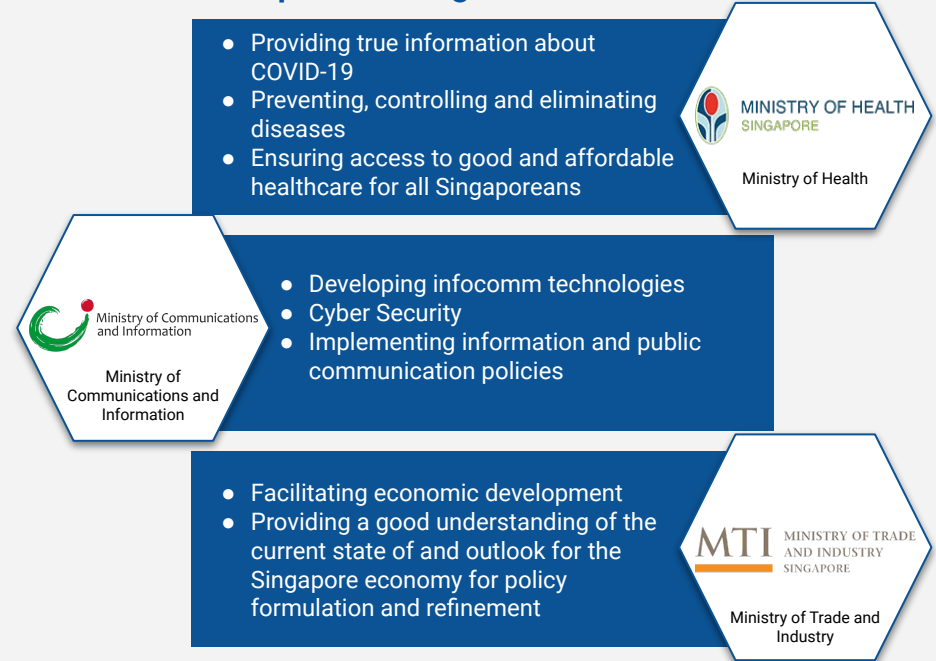 ● Providing true information about
COVID-19
● Preventing, controlling and eliminating
diseases
● Ensuring access to good and affordable
healthcare for all Singaporeans
MINISTRY OF HEALTH
SINGAPORE
Ministry of Health
Ministry of Communications
and Information
Ministry of
Communications and
Information
● Developing infocomm technologies
● Cyber Security
● Implementing information and public
communication policies
● Facilitating economic development
● Providing a good understanding of the
current state of and outlook for the
Singapore economy for policy
formulation and refinement
MTI
MINISTRY OF TRADE
AND INDUSTRY
SINGAPORE
Ministry of Trade and
Industry